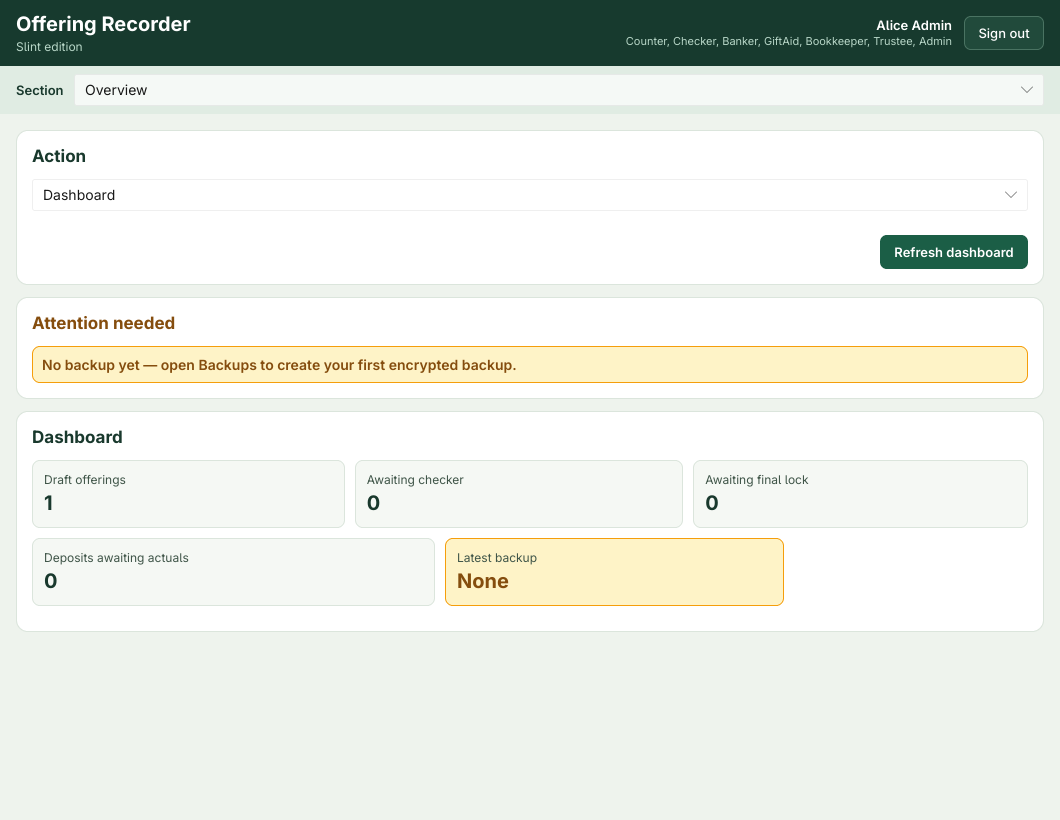 Offering Recorder
Slint edition
Alice Admin
Counter, Checker, Banker, GiftAid, Bookkeeper, Trustee, Admin
Sign out
Section
Overview
Action
Dashboard
Refresh dashboard
Attention needed
No backup yet — open Backups to create your first encrypted backup.
Dashboard
Draft offerings
1
Awaiting checker
0
Awaiting final lock
0
Deposits awaiting actuals
0
Latest backup
None